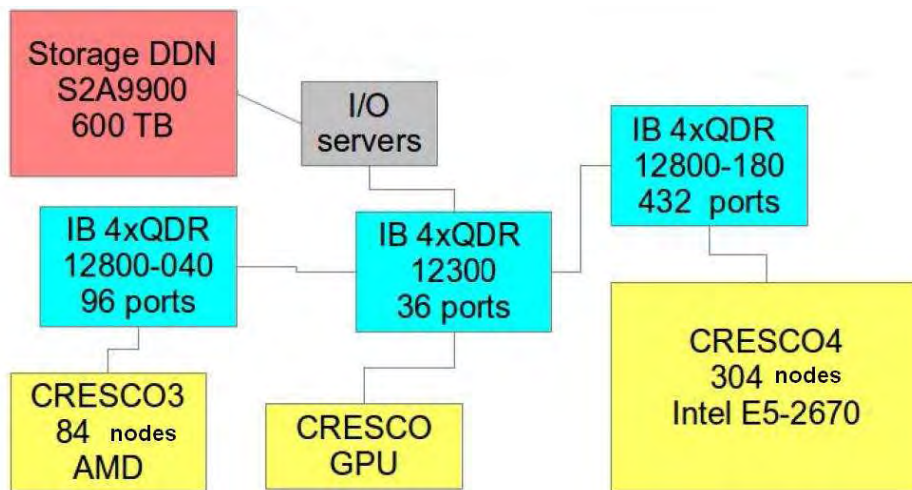 Storage DDN
S2A9900
600 TB
I/O
servers
IB 4xQDR
12800-180
432 ports
IB 4xQDR
12800-040
96 ports
IB 4xQDR
12300
36 ports
CRESCO3
84 nodes
AMD
CRESCO
GPU
CRESCO4
304 nodes
Intel E5-2670